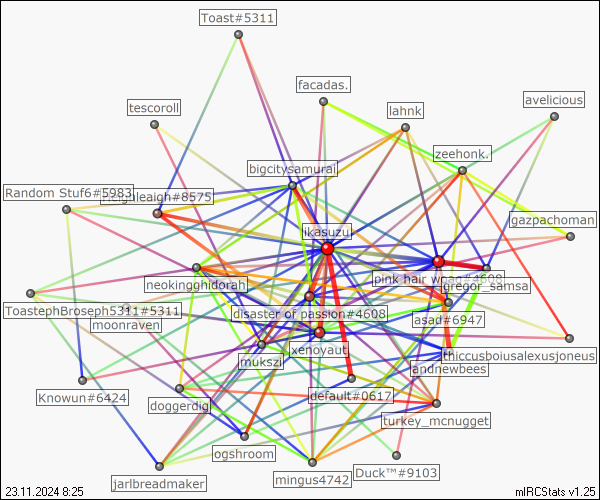 Toast#5311
facadas.
avelicious
tescoroll
lahnk
zeehonk.
bigcitysamurai
Random Stuf6#5983
leighleaigh#8575
gazpachoman
ikasuzu
neokingghidorah
pink hair woan#4608
gregor_samsa
ToastephBroseph5311#5311
disaster of passion#4608
asad#6947
moonraven
xenoyaut
thiccusboiusalexusjoneus
mukszi
andnewbees
Knowun#6424
doggerdig
default#0617
turkey_mcnugget
ogshroom
Duck™#9103
jarlbreadmaker
mingus4742
23.11.2024 8:25
mIRCStats v1.25